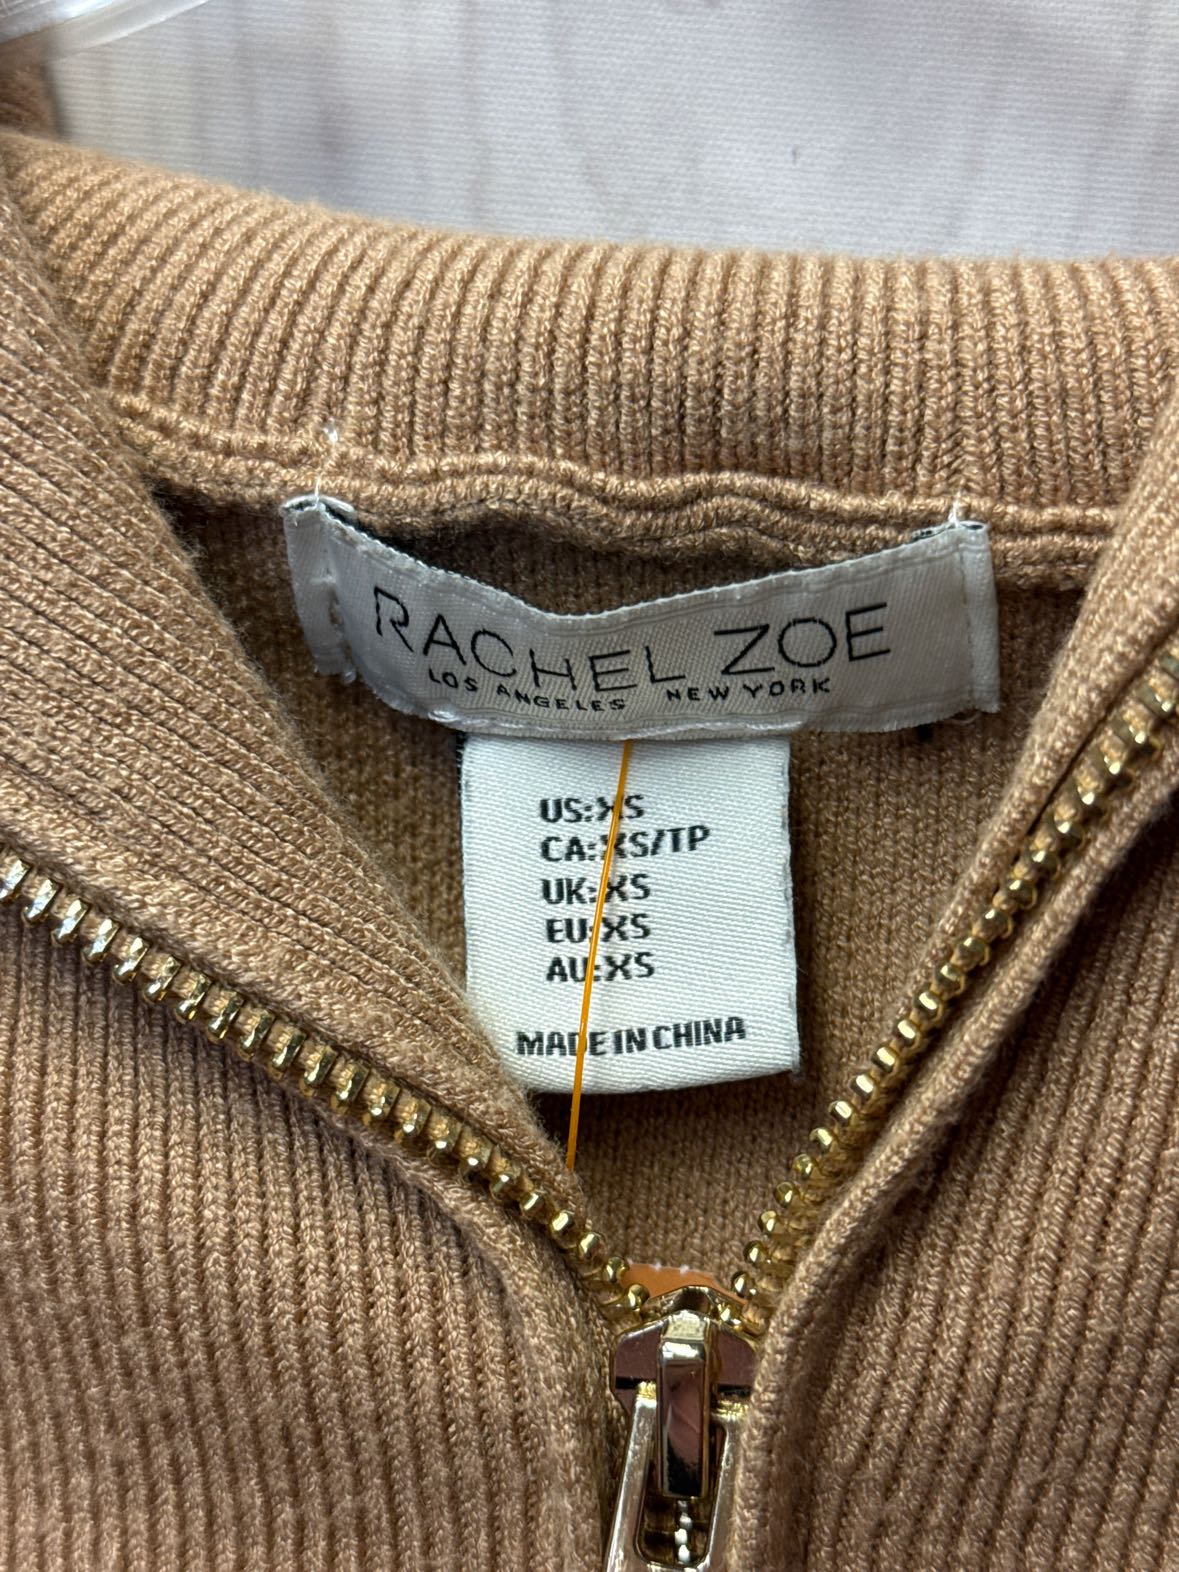 RACHEL ZOE
LOS ANGELES NEW YORK
US:XS
CA:XS/TP
UK:XS
EU:XS
AU:XS
MADE IN CHINA